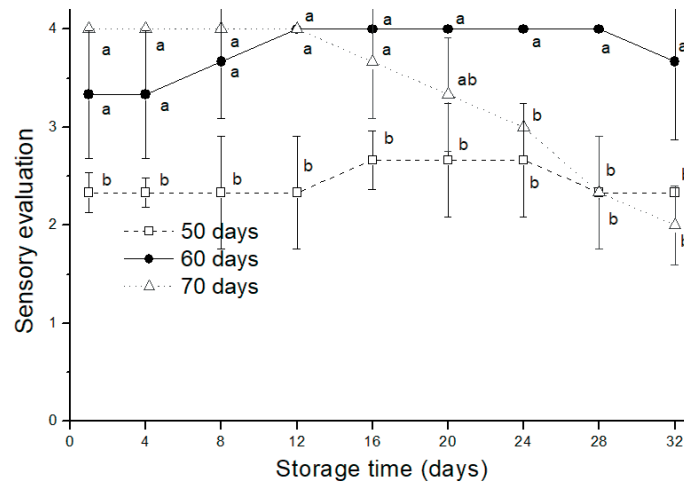 a
4
a a a a
a a a a a
a
a
ab
a a
b
3
b b
b b b b b b
b
b
2
b
50 days
60 days
70 days
1
0
Sensory evaluation
0 4 8 12 16 20 24 28 32
Storage time (days)